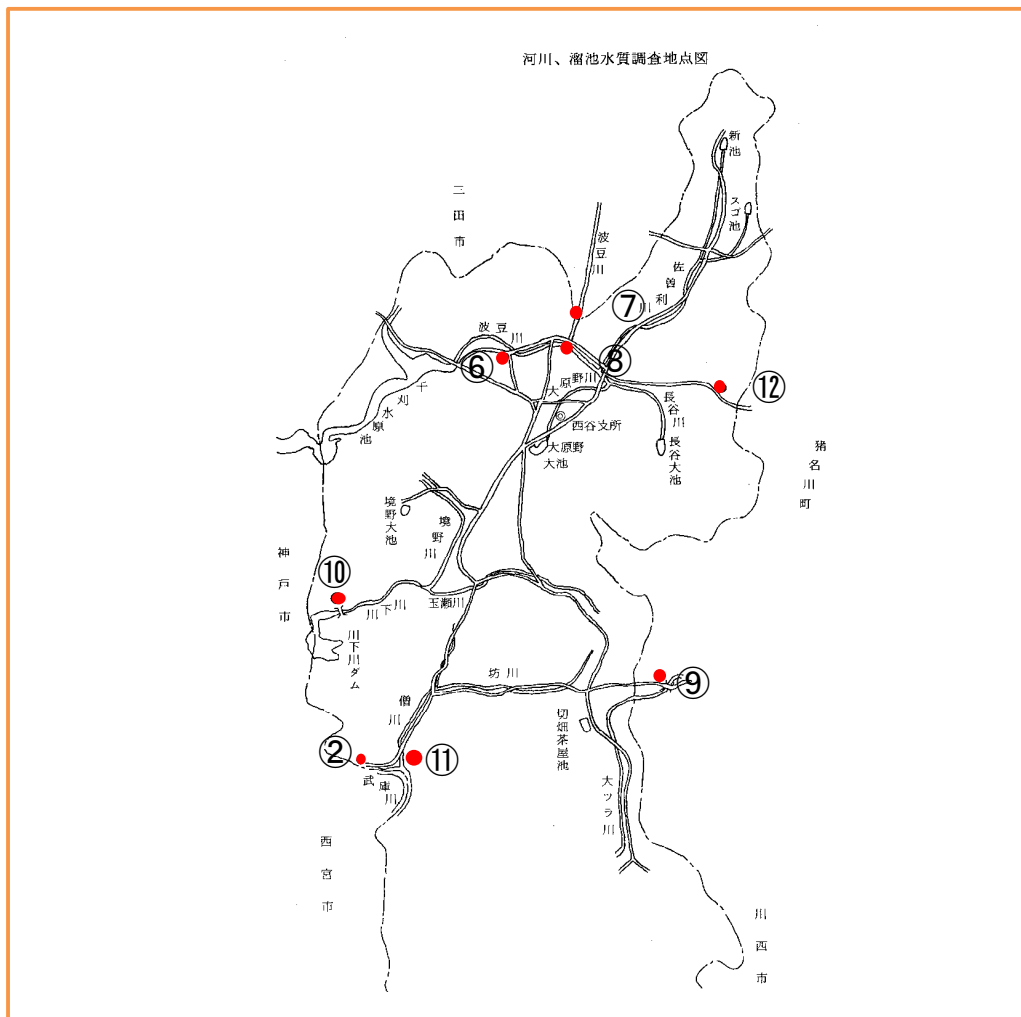 河川、溜池水質調査地点図
新池
三田市
スゴ池
波豆川
佐曽利川
⑦
波豆川
⑥
⑧
大原野川
⑫
千刈水原池
西谷支所
長谷川
大原野大池
長谷大池
猪名川町
境野大池
境野川
神戸市
⑩
川下川
玉瀬川
川下川ダム
坊川
⑨
僧川
切畑茶屋池
②
⑪
武庫川
大ツラ川
西宮市
川西市